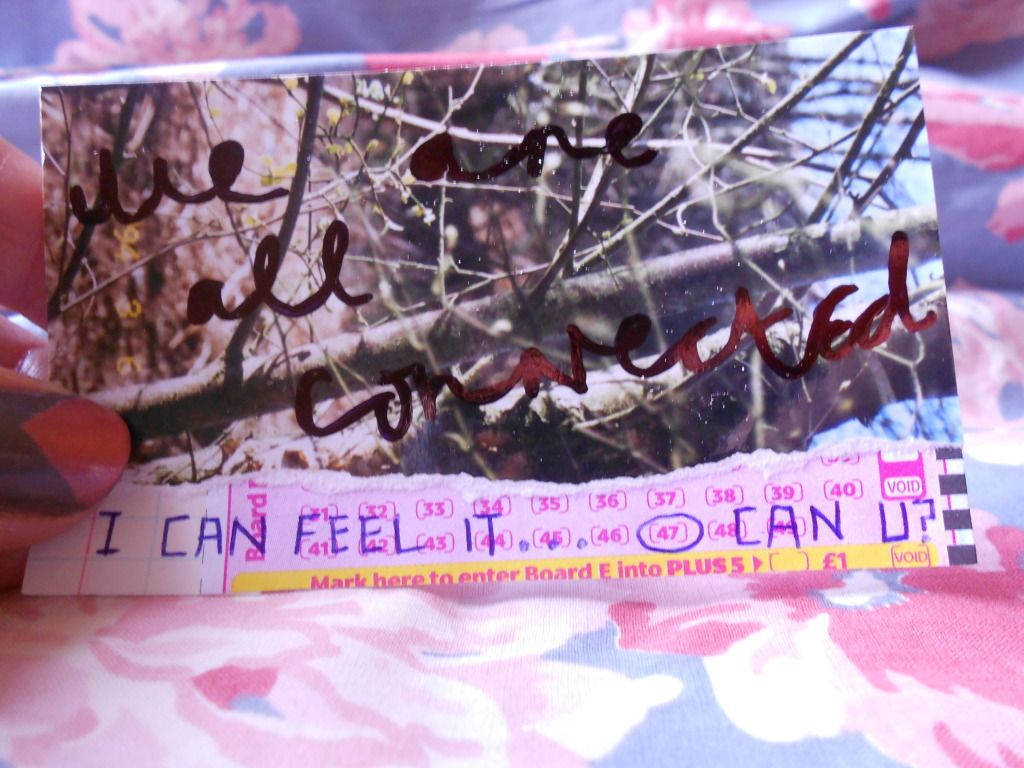 we are
all
connected
Board
(31) (32) (33) (34) (35) (36) (37) (38) (39) (40) VOID
I CAN FEEL IT... CAN U?
(41) (42) (43) (44) (45) (46) (47) (48) (49)
Mark here to enter Board E into PLUS 5 ( ) £1 VOID